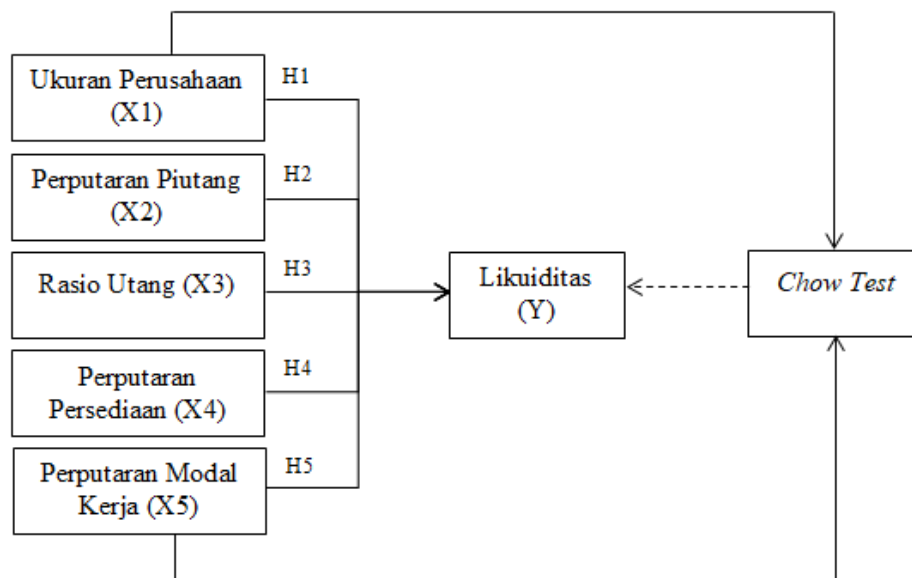 Ukuran Perusahaan
(X1)
H1
Perputaran Piutang
(X2)
H2
Rasio Utang (X3)
H3
Perputaran
Persediaan (X4)
H4
Perputaran Modal
Kerja (X5)
H5
Likuiditas
(Y)
Chow Test